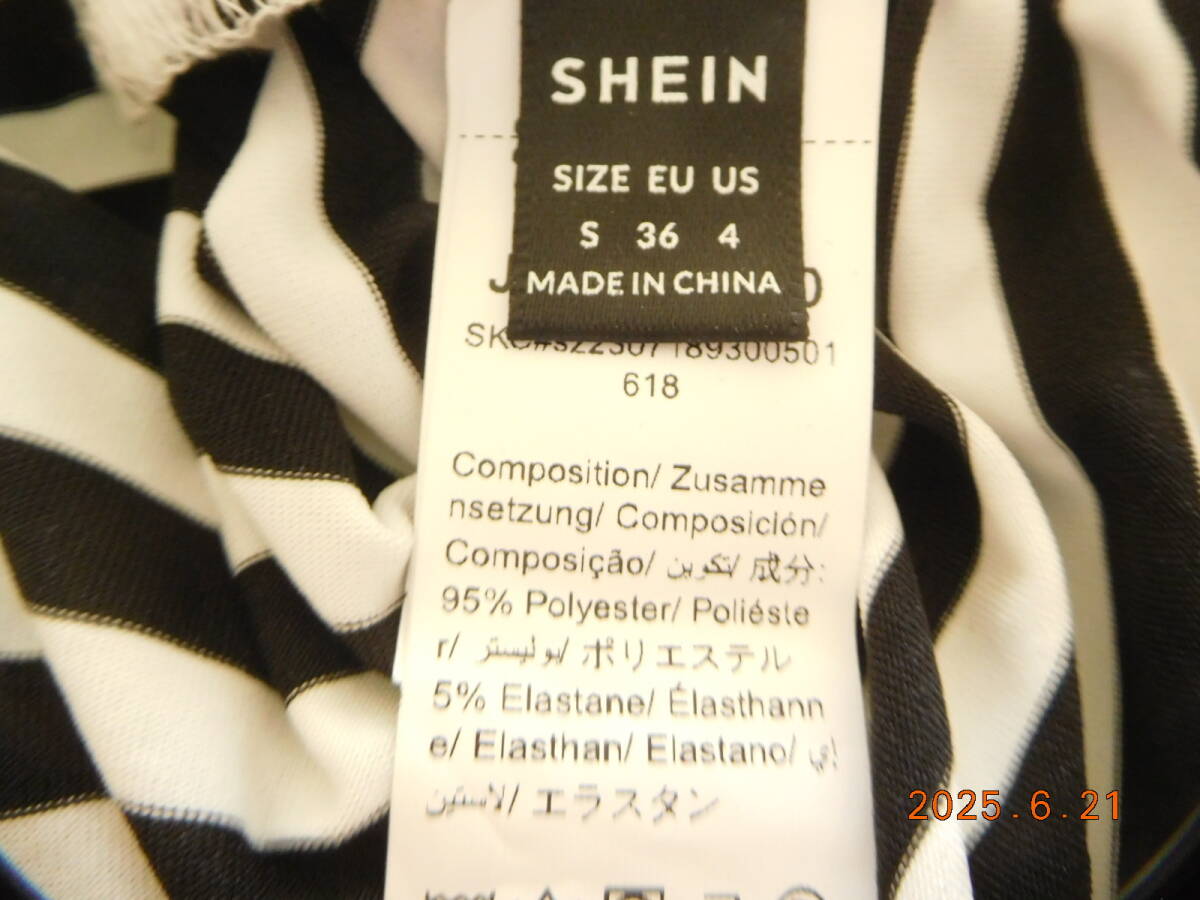 SHEIN
SIZE EU US
S 36 4
MADE IN CHINA
618
Composition/ Zusamme
nsetzung/ Composición/
Composição/ تكوين/ 成分:
95% Polyester/ Poliéste
r/ بوليستر/ ポリエステル
5% Elastane/ Élasthann
e/ Elasthan/ Elastano/ إي
لاستين/ エラスタン
2025.6.21